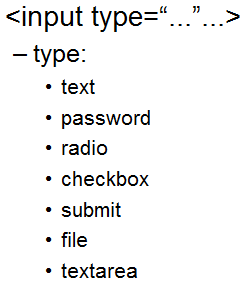 <input type=“...”...>
– type:
• text
• password
• radio
• checkbox
• submit
• file
• textarea